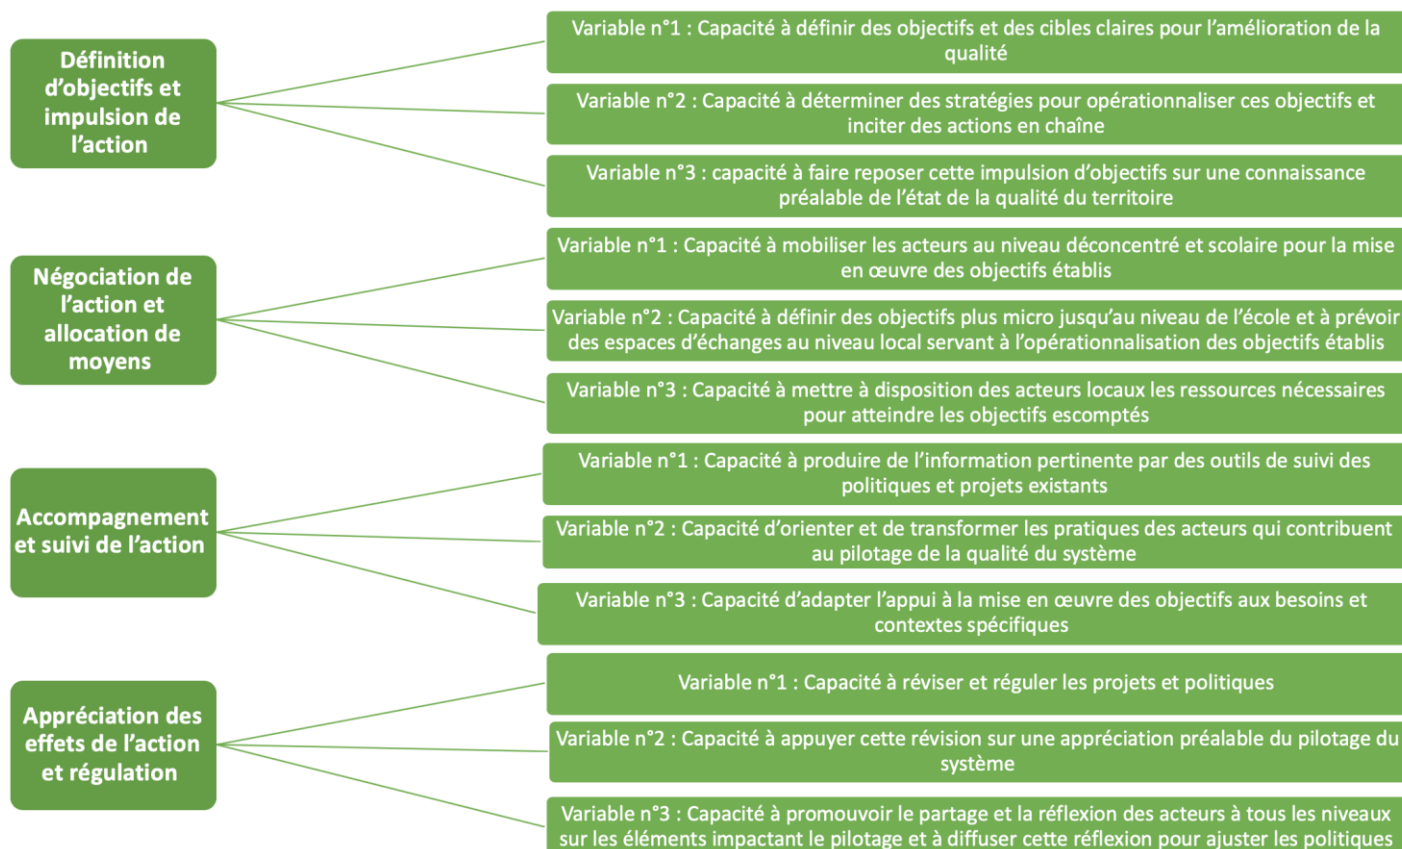 Définition
d'objectifs et
impulsion de
l'action
Variable n°1 : Capacité à définir des objectifs et des cibles claires pour l'amélioration de la
qualité
Variable n°2 : Capacité à déterminer des stratégies pour opérationnaliser ces objectifs et
inciter des actions en chaîne
Variable n°3 : capacité à faire reposer cette impulsion d'objectifs sur une connaissance
préalable de l'état de la qualité du territoire
Négociation de
l'action et
allocation de
moyens
Variable n°1 : Capacité à mobiliser les acteurs au niveau déconcentré et scolaire pour la mise
en œuvre des objectifs établis
Variable n°2 : Capacité à définir des objectifs plus micro jusqu'au niveau de l'école et à prévoir
des espaces d'échanges au niveau local servant à l'opérationnalisation des objectifs établis
Variable n°3 : Capacité à mettre à disposition des acteurs locaux les ressources nécessaires
pour atteindre les objectifs escomptés
Accompagnement
et suivi de l'action
Variable n°1 : Capacité à produire de l'information pertinente par des outils de suivi des
politiques et projets existants
Variable n°2 : Capacité d'orienter et de transformer les pratiques des acteurs qui contribuent
au pilotage de la qualité du système
Variable n°3 : Capacité d'adapter l'appui à la mise en œuvre des objectifs aux besoins et
contextes spécifiques
Appréciation des
effets de l'action
et régulation
Variable n°1 : Capacité à réviser et réguler les projets et politiques
Variable n°2 : Capacité à appuyer cette révision sur une appréciation préalable du pilotage du
système
Variable n°3 : Capacité à promouvoir le partage et la réflexion des acteurs à tous les niveaux
sur les éléments impactant le pilotage et à diffuser cette réflexion pour ajuster les politiques